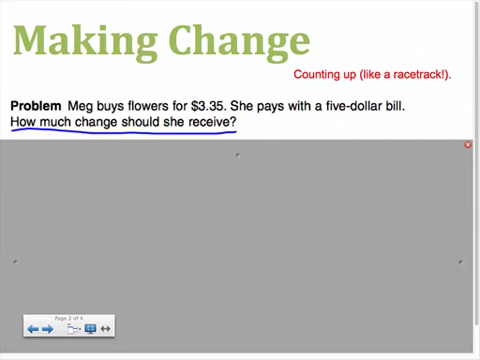 Making Change
Counting up (like a racetrack!).
Problem Meg buys flowers for $3.35. She pays with a five-dollar bill.
How much change should she receive?
Page 2 of 4